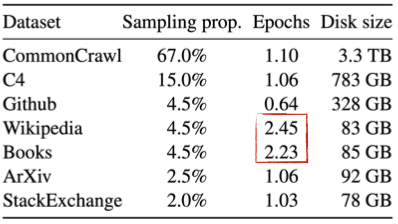 Dataset Sampling prop. Epochs Disk size
CommonCrawl 67.0% 1.10 3.3 TB
C4 15.0% 1.06 783 GB
Github 4.5% 0.64 328 GB
Wikipedia 4.5% 2.45 83 GB
Books 4.5% 2.23 85 GB
ArXiv 2.5% 1.06 92 GB
StackExchange 2.0% 1.03 78 GB